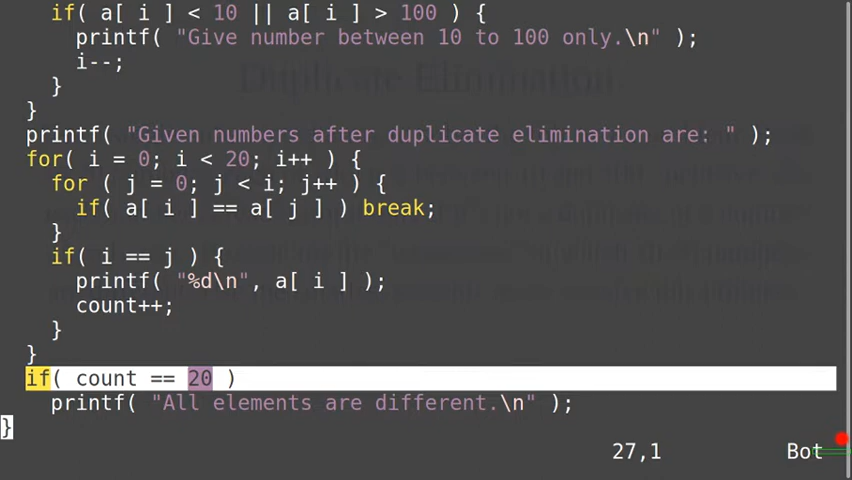 if( a[ i ] < 10 || a[ i ] > 100 ) {
printf( "Give number between 10 to 100 only.\n" );
i--;
}
}
printf( "Given numbers after duplicate elimination are: " );
for( i = 0; i < 20; i++ ) {
for ( j = 0; j < i; j++ ) {
if( a[ i ] == a[ j ] ) break;
}
if( i == j ) {
printf( "%d\n" , a[ i ] );
count++;
}
}
if( count == 20 )
printf( "All elements are different.\n" );
}
27,1 Bot
Duplicate Elimination